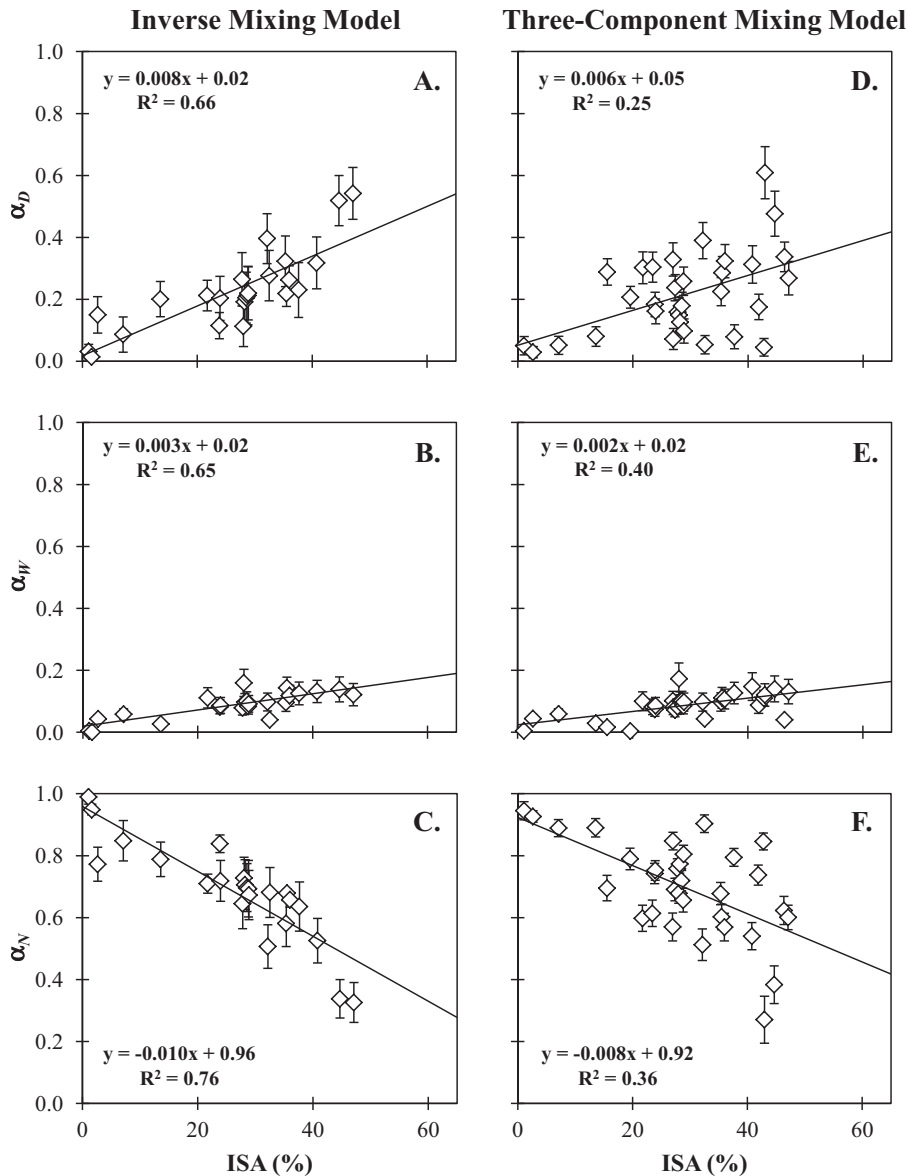 Inverse Mixing Model
Three-Component Mixing Model
1.0
0.8
0.6
0.4
0.2
0.0
α_D
y = 0.008x + 0.02
R² = 0.66
A.
y = 0.006x + 0.05
R² = 0.25
D.
1.0
0.8
0.6
0.4
0.2
0.0
α_W
y = 0.003x + 0.02
R² = 0.65
B.
y = 0.002x + 0.02
R² = 0.40
E.
1.0
0.8
0.6
0.4
0.2
0.0
α_N
C.
y = -0.010x + 0.96
R² = 0.76
F.
y = -0.008x + 0.92
R² = 0.36
0 20 40 60
0 20 40 60
ISA (%)
ISA (%)